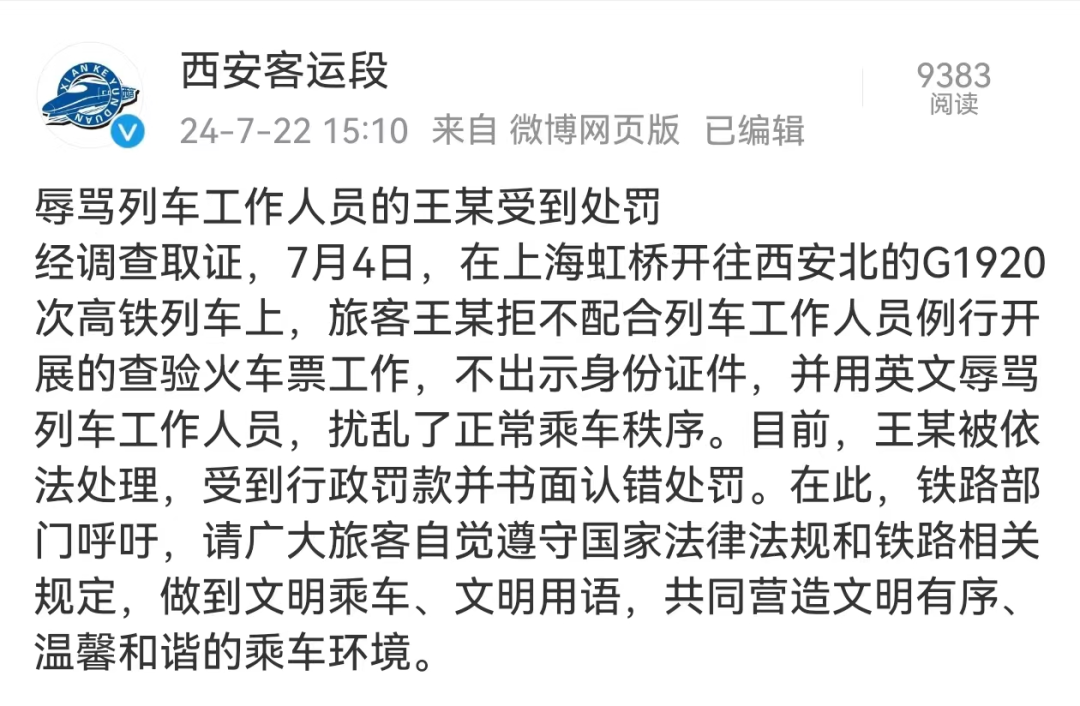 西安客运段
9383
阅读
24-7-22 15:10 来自 微博网页版 已编辑
XIAN KE YUN DUAN
辱骂列车工作人员的王某受到处罚
经调查取证，7月4日，在上海虹桥开往西安北的G1920
次高铁列车上，旅客王某拒不配合列车工作人员例行开
展的查验火车票工作，不出示身份证件，并用英文辱骂
列车工作人员，扰乱了正常乘车秩序。目前，王某被依
法处理，受到行政罚款并书面认错处罚。在此，铁路部
门呼吁，请广大旅客自觉遵守国家法律法规和铁路相关
规定，做到文明乘车、文明用语，共同营造文明有序、
温馨和谐的乘车环境。